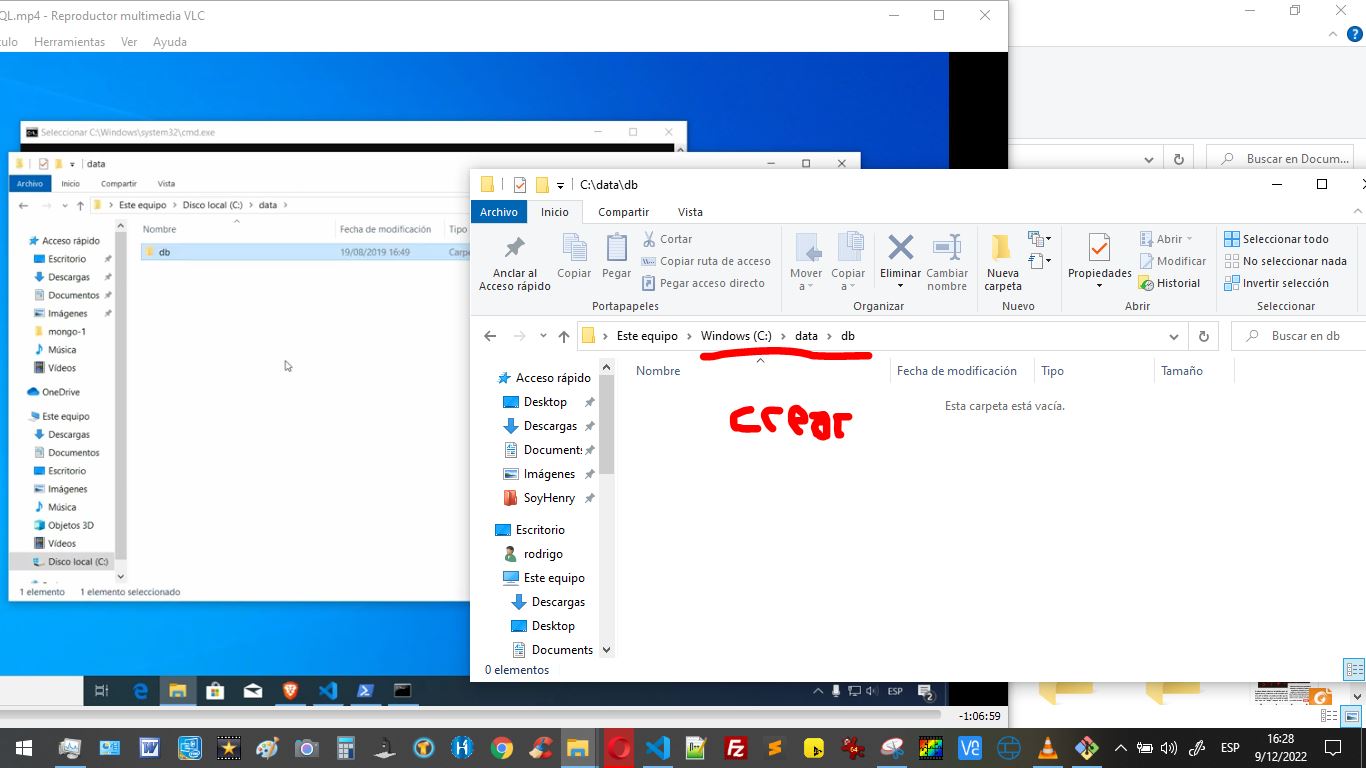 QL.mp4 - Reproductor multimedia VLC
ulo Herramientas Ver Ayuda
Seleccionar C:\Windows\system32\cmd.exe
data
Archivo Inicio Compartir Vista
Este equipo > Disco local (C:) > data >
Nombre Fecha de modificación Tipo
db 19/08/2019 16:49 Carpe
Acceso rápido
Escritorio
Descargas
Documentos
Imágenes
mongo-1
Música
Vídeos
OneDrive
Este equipo
Descargas
Documentos
Escritorio
Imágenes
Música
Objetos 3D
Vídeos
Disco local (C:)
1 elemento 1 elemento seleccionado
ESP
2
-1:06:59
Buscar en Docum...
C:\data\db
Archivo Inicio Compartir Vista
Anclar al
Acceso rápido
Copiar
Pegar
Cortar
Copiar ruta de acceso
Pegar acceso directo
Portapapeles
Mover
a
Copiar
a
Eliminar
Cambiar
nombre
Organizar
Nueva
carpeta
Nuevo
Propiedades
Abrir
Modificar
Historial
Abrir
Seleccionar todo
No seleccionar nada
Invertir selección
Seleccionar
Este equipo > Windows (C:) > data > db
Buscar en db
Nombre Fecha de modificación Tipo Tamaño
Esta carpeta está vacía.
crear
Acceso rápido
Desktop
Descargas
Document:
Imágenes
SoyHenry
Escritorio
rodrigo
Este equipo
Descargas
Desktop
Documents
0 elementos
ESP
16:28
9/12/2022